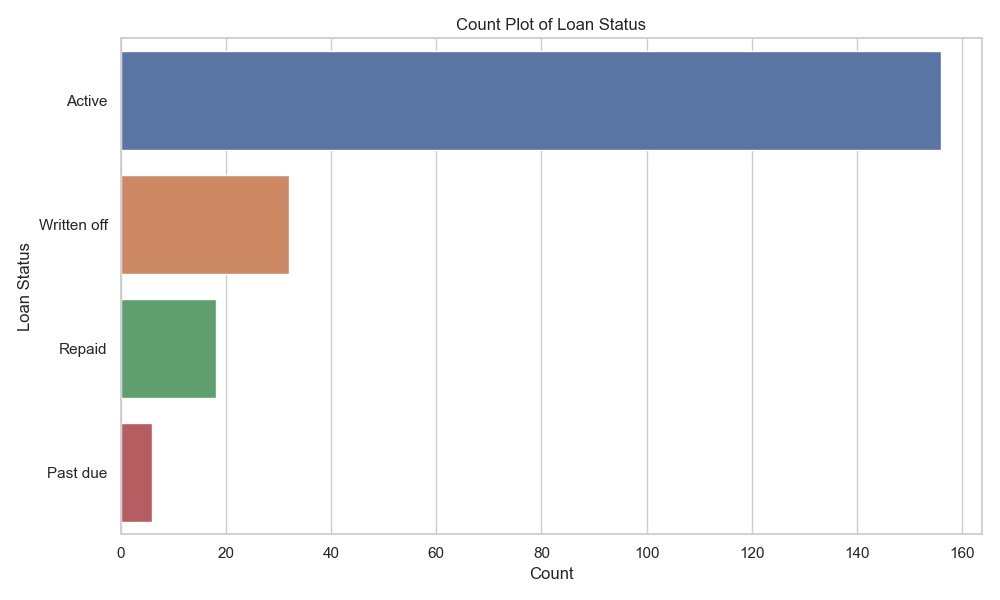 Count Plot of Loan Status
Active
Written off
Repaid
Past due
Loan Status
0 20 40 60 80 100 120 140 160
Count